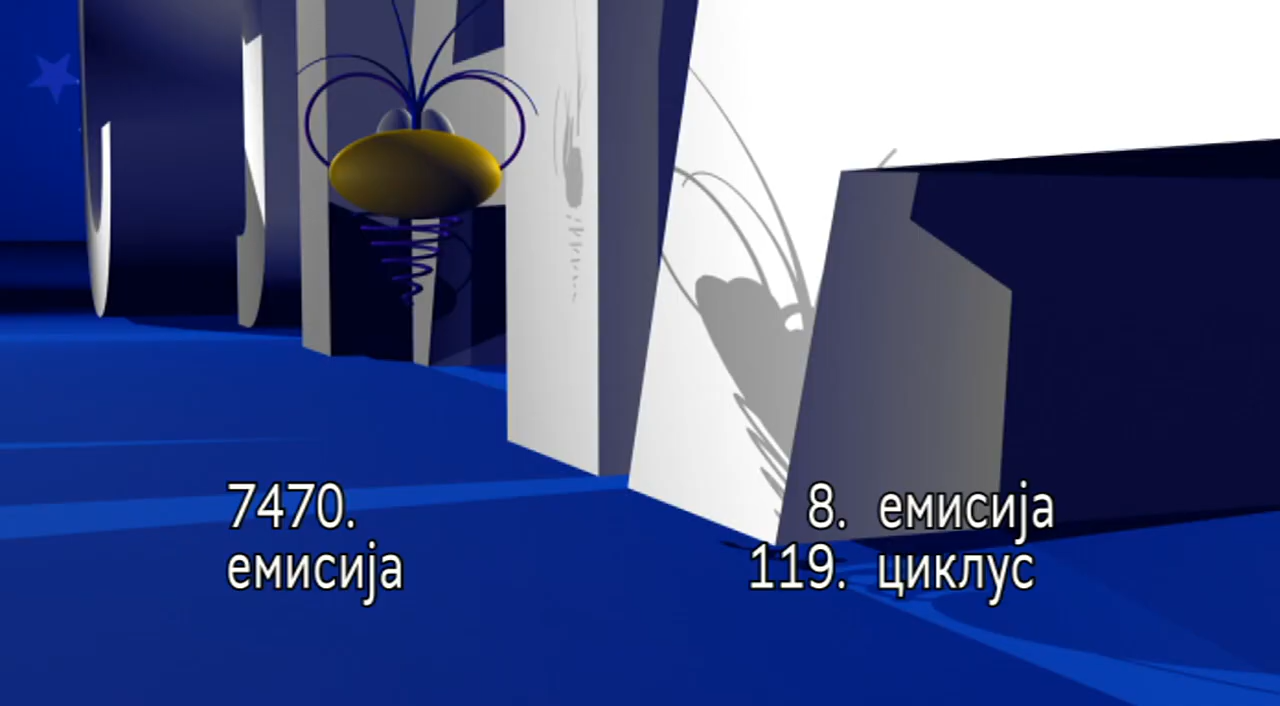 7470.
емисија
8. емисија
119. циклус